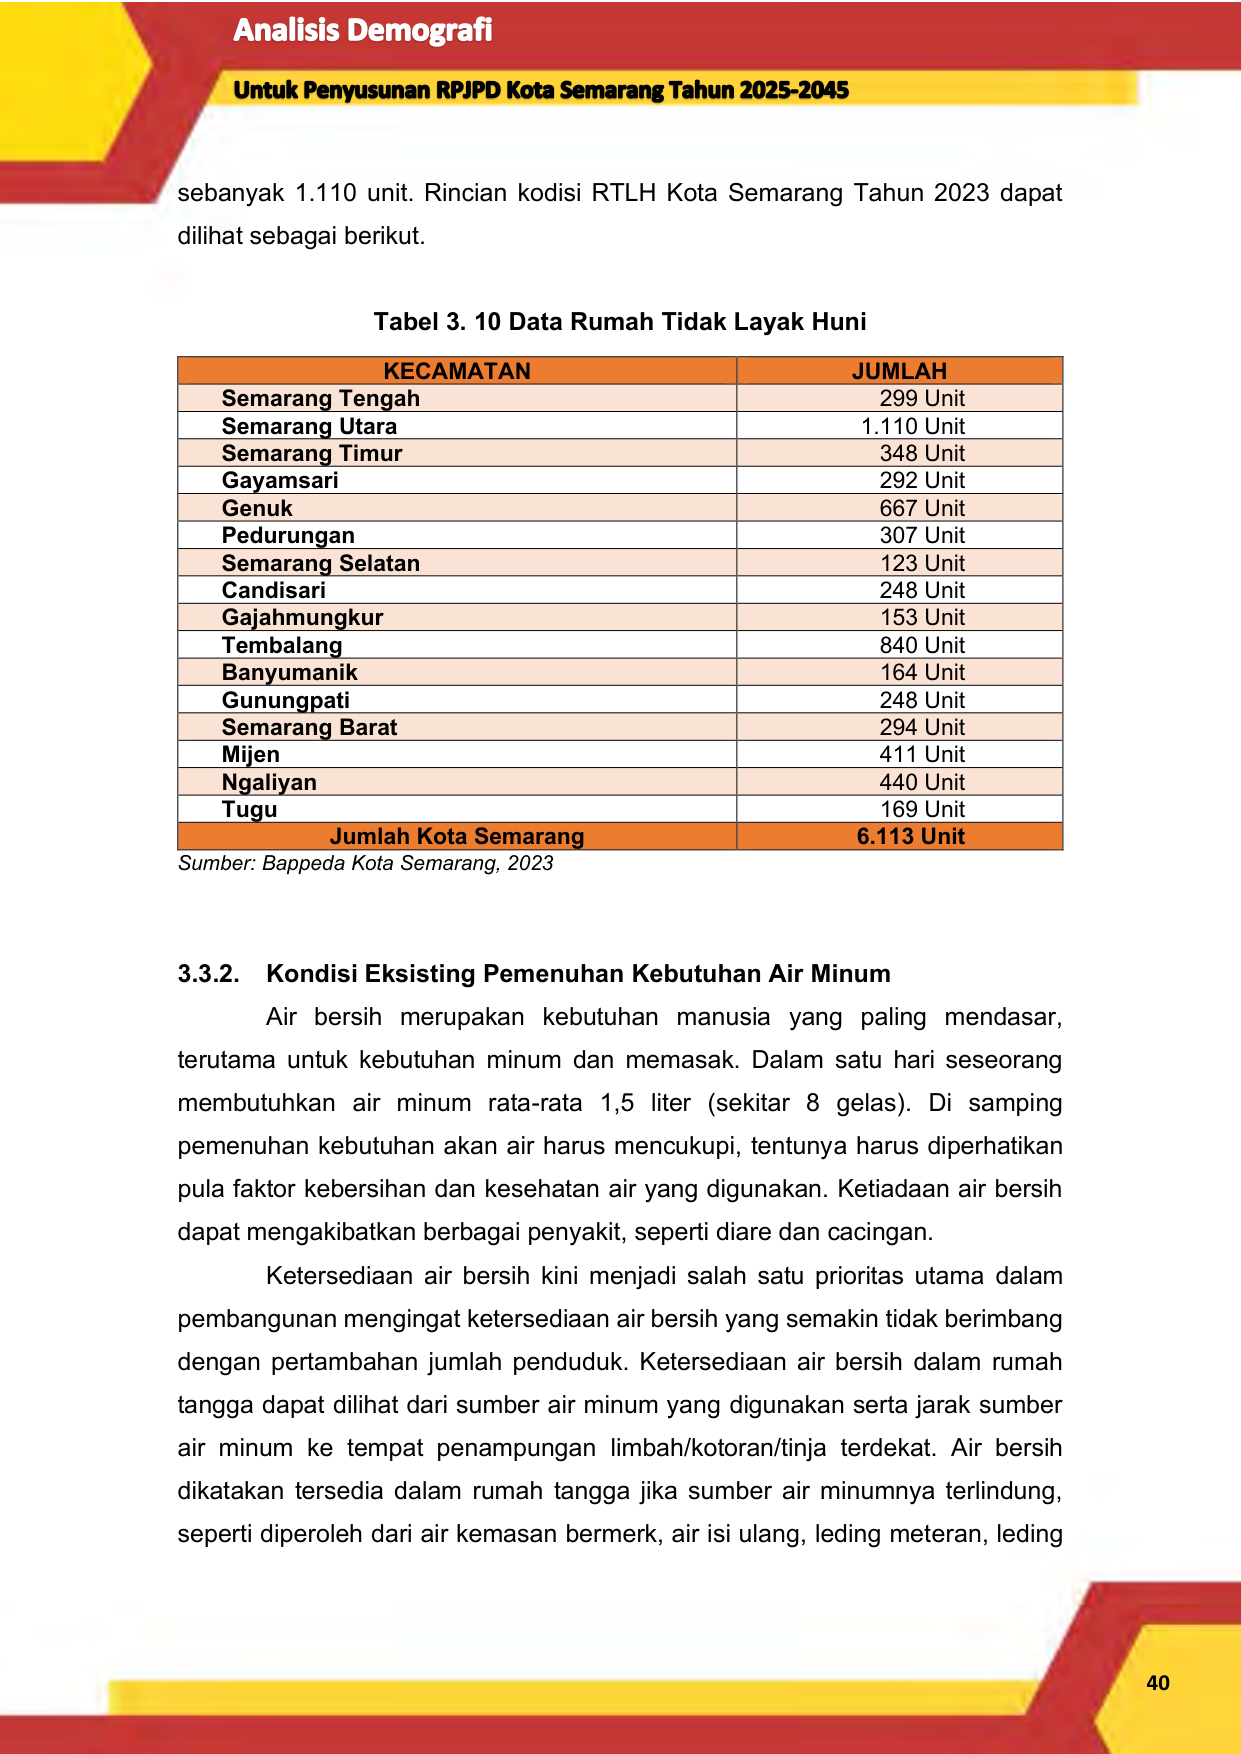 Analisis Demografi
Untuk Penyusunan RPJPD Kota Semarang Tahun 2025-2045
sebanyak 1.110 unit. Rincian kodisi RTLH Kota Semarang Tahun 2023 dapat
dilihat sebagai berikut.
Tabel 3. 10 Data Rumah Tidak Layak Huni
KECAMATAN JUMLAH
Semarang Tengah 299 Unit
Semarang Utara 1.110 Unit
Semarang Timur 348 Unit
Gayamsari 292 Unit
Genuk 667 Unit
Pedurungan 307 Unit
Semarang Selatan 123 Unit
Candisari 248 Unit
Gajahmungkur 153 Unit
Tembalang 840 Unit
Banyumanik 164 Unit
Gunungpati 248 Unit
Semarang Barat 294 Unit
Mijen 411 Unit
Ngaliyan 440 Unit
Tugu 169 Unit
Jumlah Kota Semarang 6.113 Unit
Sumber: Bappeda Kota Semarang, 2023
3.3.2. Kondisi Eksisting Pemenuhan Kebutuhan Air Minum
Air bersih merupakan kebutuhan manusia yang paling mendasar,
terutama untuk kebutuhan minum dan memasak. Dalam satu hari seseorang
membutuhkan air minum rata-rata 1,5 liter (sekitar 8 gelas). Di samping
pemenuhan kebutuhan akan air harus mencukupi, tentunya harus diperhatikan
pula faktor kebersihan dan kesehatan air yang digunakan. Ketiadaan air bersih
dapat mengakibatkan berbagai penyakit, seperti diare dan cacingan.
Ketersediaan air bersih kini menjadi salah satu prioritas utama dalam
pembangunan mengingat ketersediaan air bersih yang semakin tidak berimbang
dengan pertambahan jumlah penduduk. Ketersediaan air bersih dalam rumah
tangga dapat dilihat dari sumber air minum yang digunakan serta jarak sumber
air minum ke tempat penampungan limbah/kotoran/tinja terdekat. Air bersih
dikatakan tersedia dalam rumah tangga jika sumber air minumnya terlindung,
seperti diperoleh dari air kemasan bermerk, air isi ulang, leding meteran, leding
40